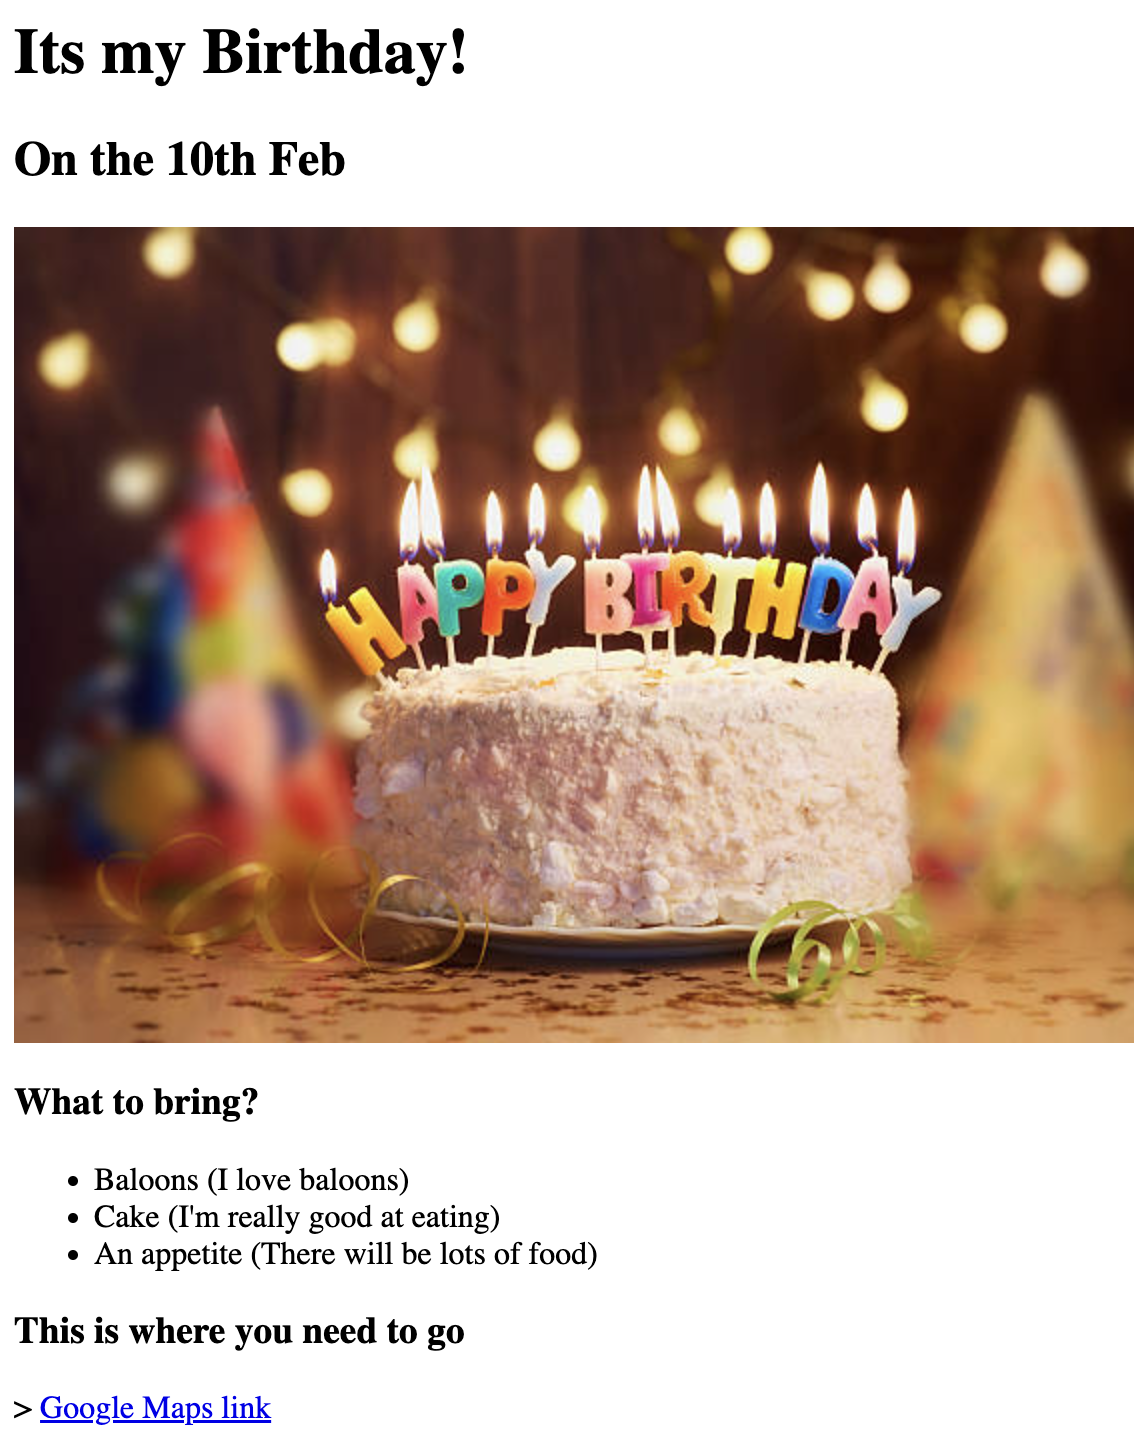 Its my Birthday!
On the 10th Feb
HAPPY BIRTHDAY
What to bring?
Baloons (I love baloons)
Cake (I'm really good at eating)
An appetite (There will be lots of food)
This is where you need to go
> Google Maps link